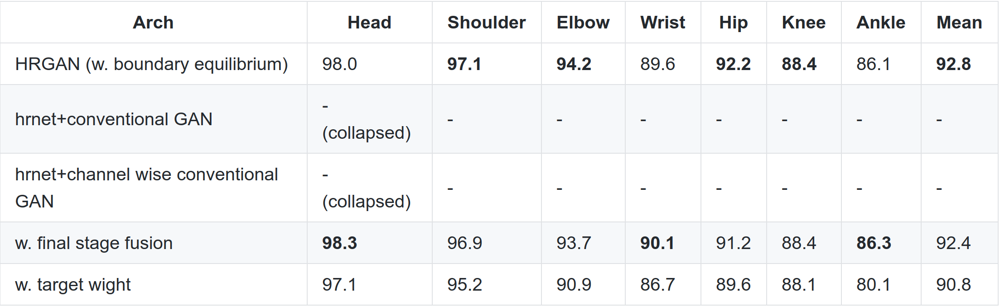 Arch Head Shoulder Elbow Wrist Hip Knee Ankle Mean
HRGAN (w. boundary equilibrium) 98.0 97.1 94.2 89.6 92.2 88.4 86.1 92.8
hrnet+conventional GAN - (collapsed) - - - - - - -
hrnet+channel wise conventional GAN - (collapsed) - - - - - - -
w. final stage fusion 98.3 96.9 93.7 90.1 91.2 88.4 86.3 92.4
w. target wight 97.1 95.2 90.9 86.7 89.6 88.1 80.1 90.8